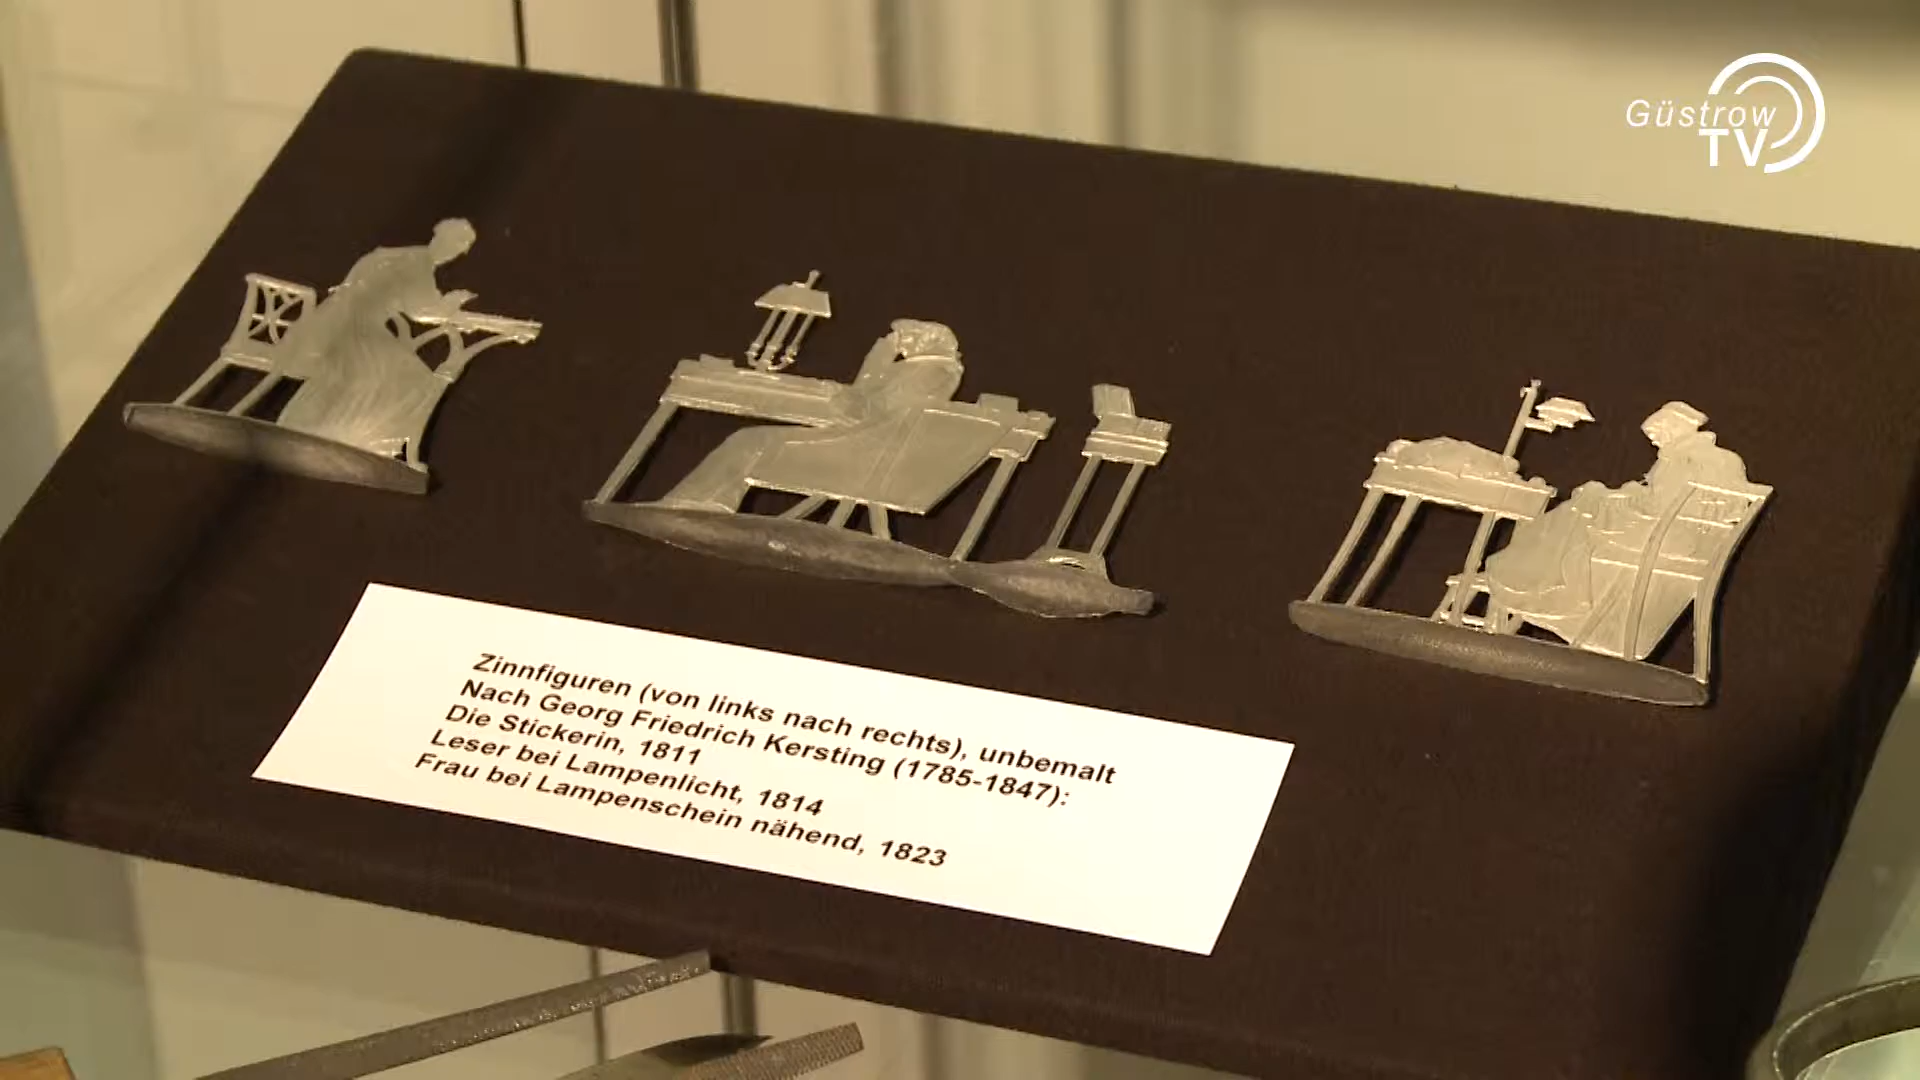 Güstrow
TV
Zinnfiguren (von links nach rechts), unbemalt
Nach Georg Friedrich Kersting (1785-1847):
Die Stickerin, 1811
Leser bei Lampenlicht, 1814
Frau bei Lampenschein nähend, 1823